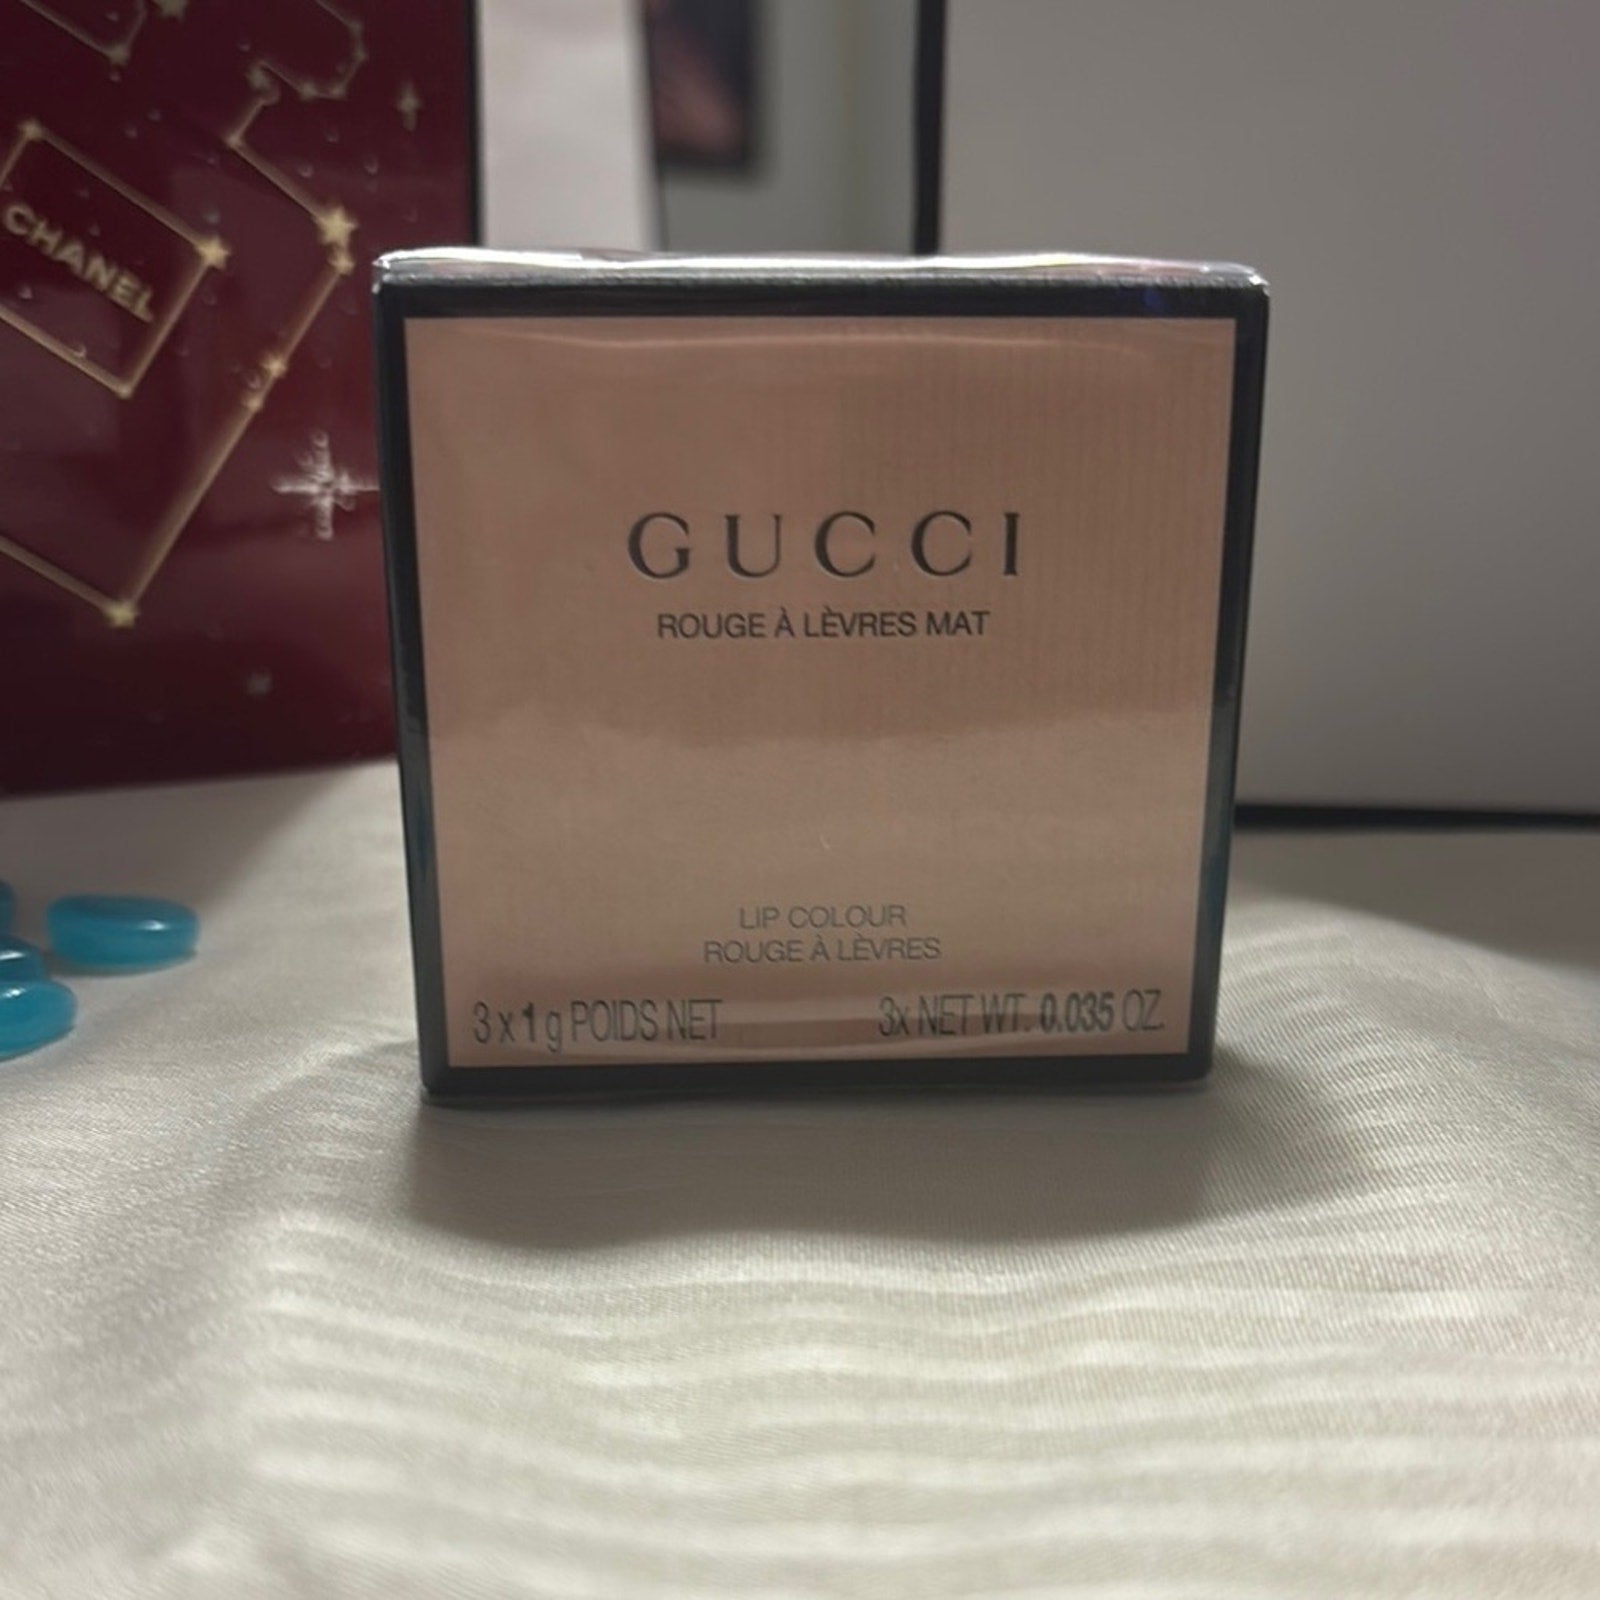 CHANEL
GUCCI
ROUGE À LÈVRES MAT
LIP COLOUR
ROUGE À LÈVRES
3 x 1 g POIDS NET 3x NET WT. 0.035 OZ.